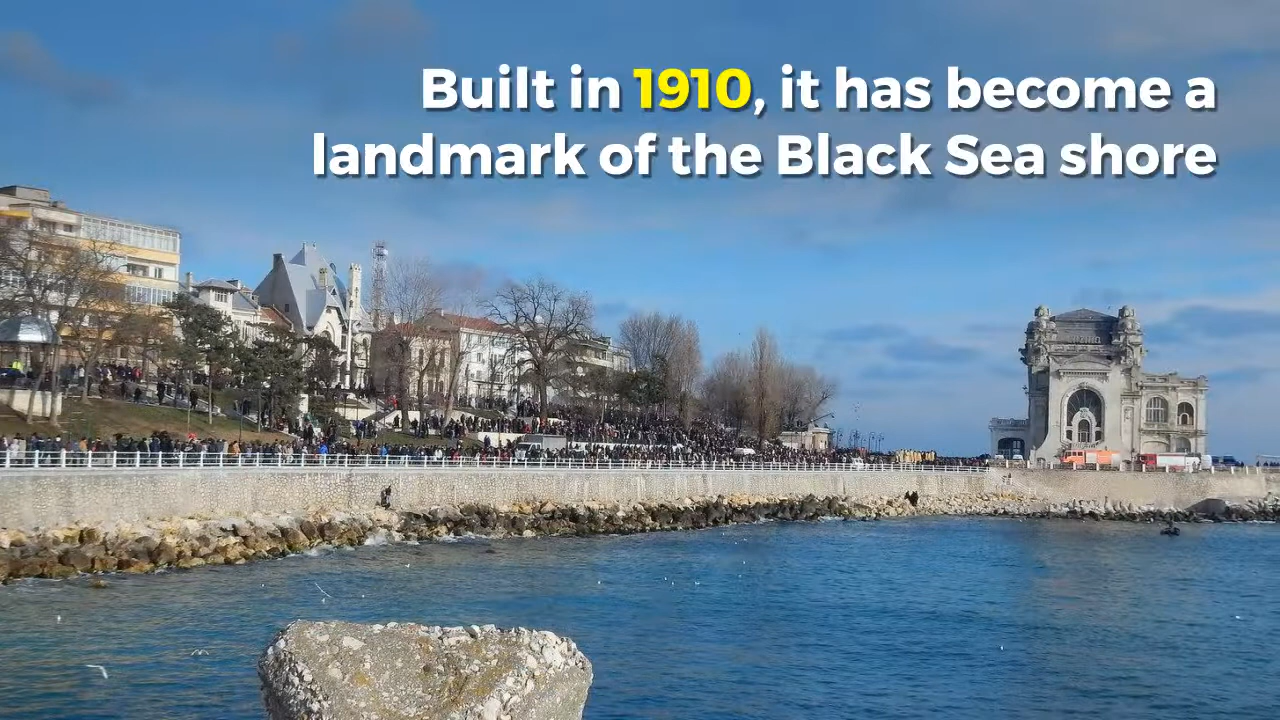 Built in 1910, it has become a
landmark of the Black Sea shore